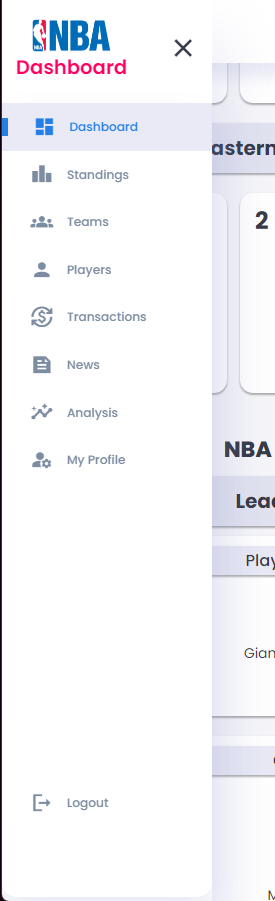 NBA
Dashboard
Dashboard
Standings
Teams
Players
Transactions
News
Analysis
My Profile
Logout
astern
2
NBA
Lea
Play
Gian